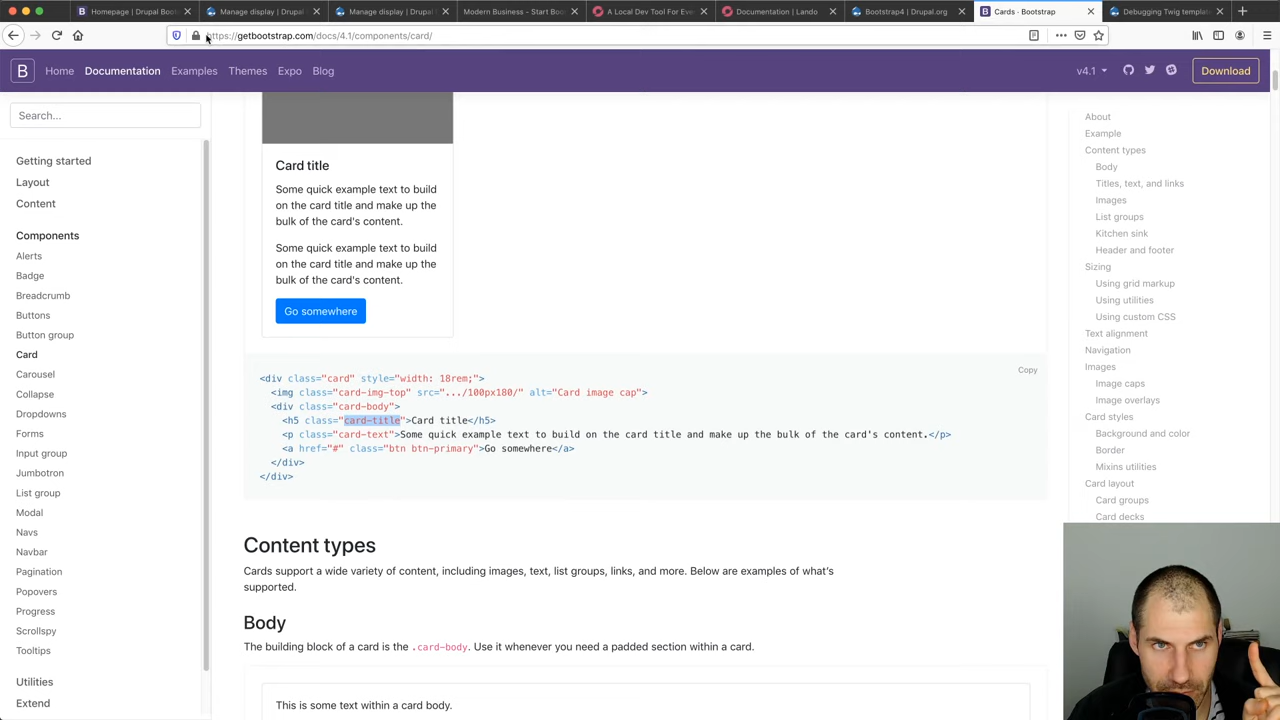 Homepage | Drupal Boots
Manage display | Drupal
Manage display | Drupal
Modern Business - Start Boo
A Local Dev Tool For Eve
Documentation | Lando
Bootstrap4 | Drupal.org
Cards · Bootstrap
Debugging Twig template
https://getbootstrap.com/docs/4.1/components/card/
B Home Documentation Examples Themes Expo Blog v4.1 Download
Search...
Getting started
Layout
Content
Components
Alerts
Badge
Breadcrumb
Buttons
Button group
Card
Carousel
Collapse
Dropdowns
Forms
Input group
Jumbotron
List group
Modal
Navs
Navbar
Pagination
Popovers
Progress
Scrollspy
Tooltips
Utilities
Extend
Card title
Some quick example text to build
on the card title and make up the
bulk of the card's content.
Some quick example text to build
on the card title and make up the
bulk of the card's content.
Go somewhere
Copy
<div class="card" style="width: 18rem;">
<img class="card-img-top" src=".../100px180/" alt="Card image cap">
<div class="card-body">
<h5 class="card-title">Card title</h5>
<p class="card-text">Some quick example text to build on the card title and make up the bulk of the card's content.</p>
<a href="#" class="btn btn-primary">Go somewhere</a>
</div>
</div>
Content types
Cards support a wide variety of content, including images, text, list groups, links, and more. Below are examples of what's
supported.
Body
The building block of a card is the .card-body. Use it whenever you need a padded section within a card.
This is some text within a card body.
About
Example
Content types
Body
Titles, text, and links
Images
List groups
Kitchen sink
Header and footer
Sizing
Using grid markup
Using utilities
Using custom CSS
Text alignment
Navigation
Images
Image caps
Image overlays
Card styles
Background and color
Border
Mixins utilities
Card layout
Card groups
Card decks